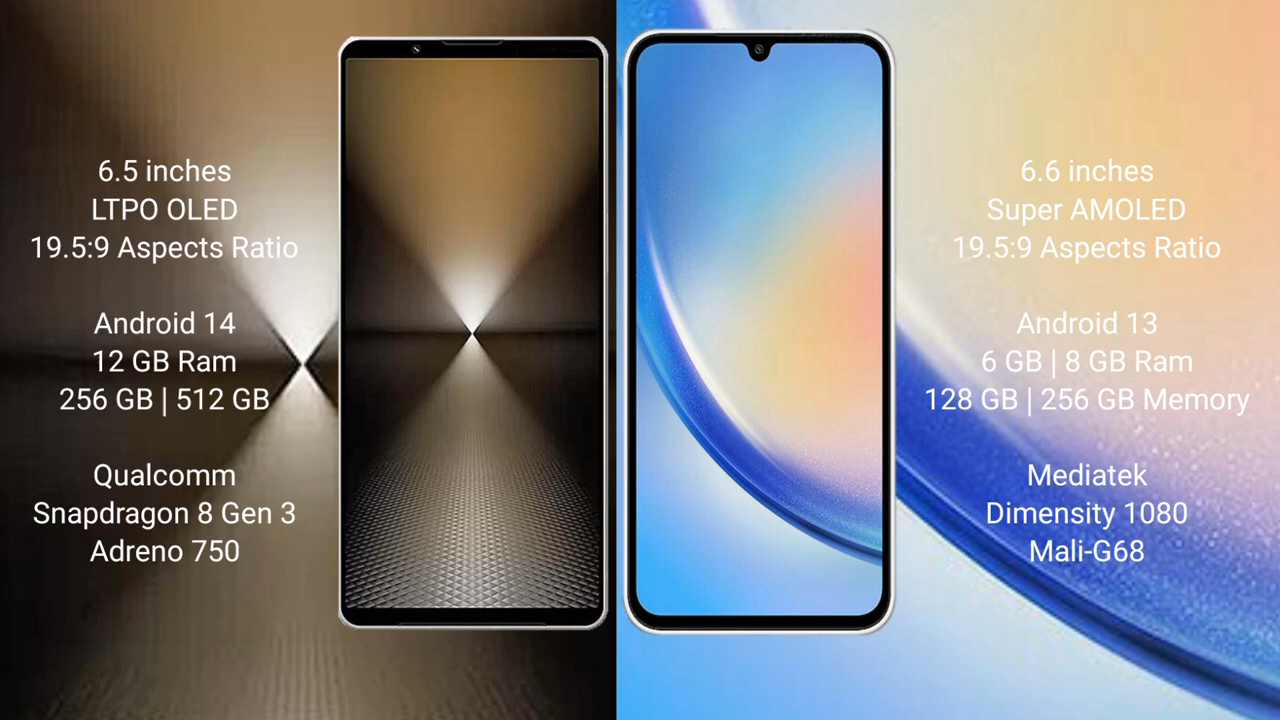 6.5 inches
LTPO OLED
19.5:9 Aspects Ratio
Android 14
12 GB Ram
256 GB | 512 GB
Qualcomm
Snapdragon 8 Gen 3
Adreno 750
6.6 inches
Super AMOLED
19.5:9 Aspects Ratio
Android 13
6 GB | 8 GB Ram
128 GB | 256 GB Memory
Mediatek
Dimensity 1080
Mali-G68